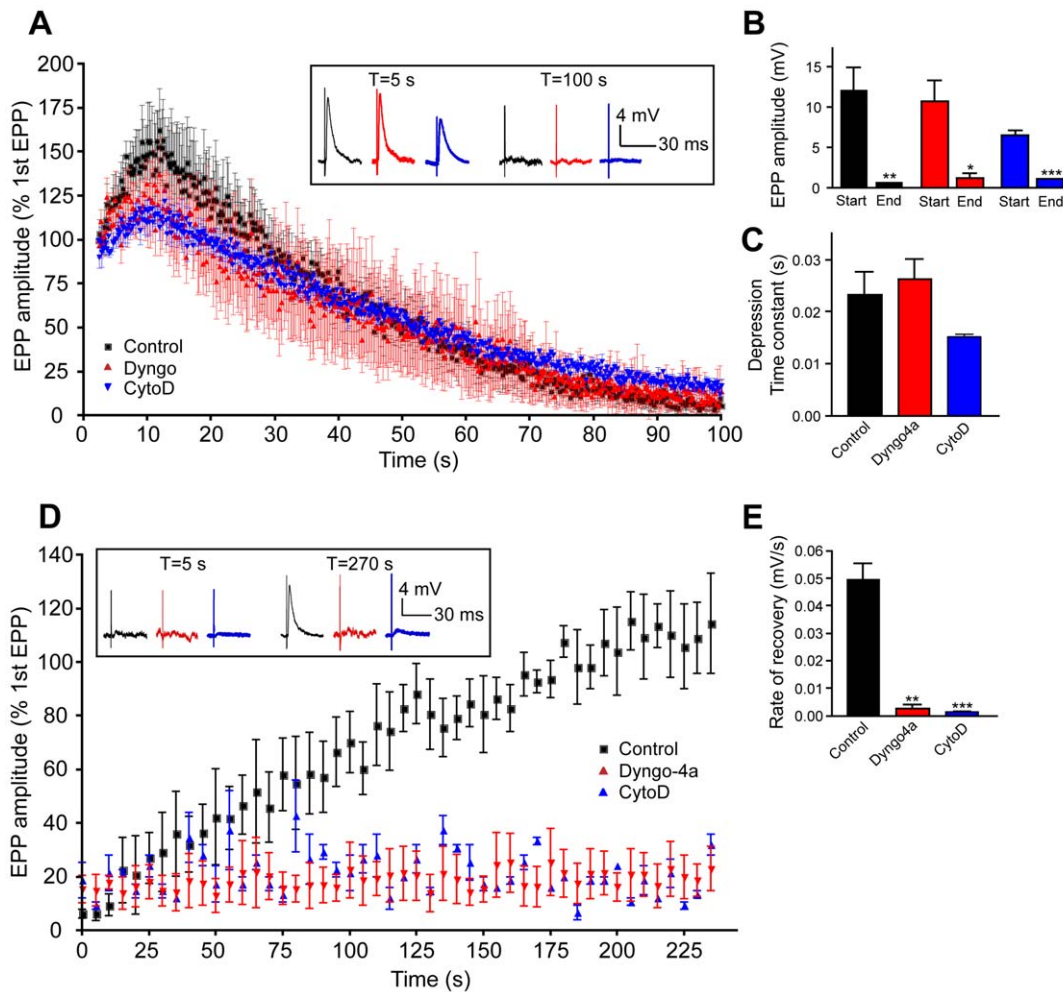 A
EPP amplitude (% 1st EPP)
200
175
150
125
100
75
50
25
0
0 10 20 30 40 50 60 70 80 90 100
Time (s)
T=5 s T=100 s
4 mV
30 ms
Control
Dyngo
CytoD
B
EPP amplitude (mV)
15
10
5
0
** * ***
Start End Start End Start End
C
Depression
Time constant (s)
0.03
0.02
0.01
0.00
Control Dyngo4a CytoD
D
EPP amplitude (% 1st EPP)
140
120
100
80
60
40
20
0
0 25 50 75 100 125 150 175 200 225
Time (s)
T=5 s T=270 s
4 mV
30 ms
Control
Dyngo-4a
CytoD
E
Rate of recovery (mV/s)
0.06
0.05
0.04
0.03
0.02
0.01
0.00
** ***
Control Dyngo4a CytoD